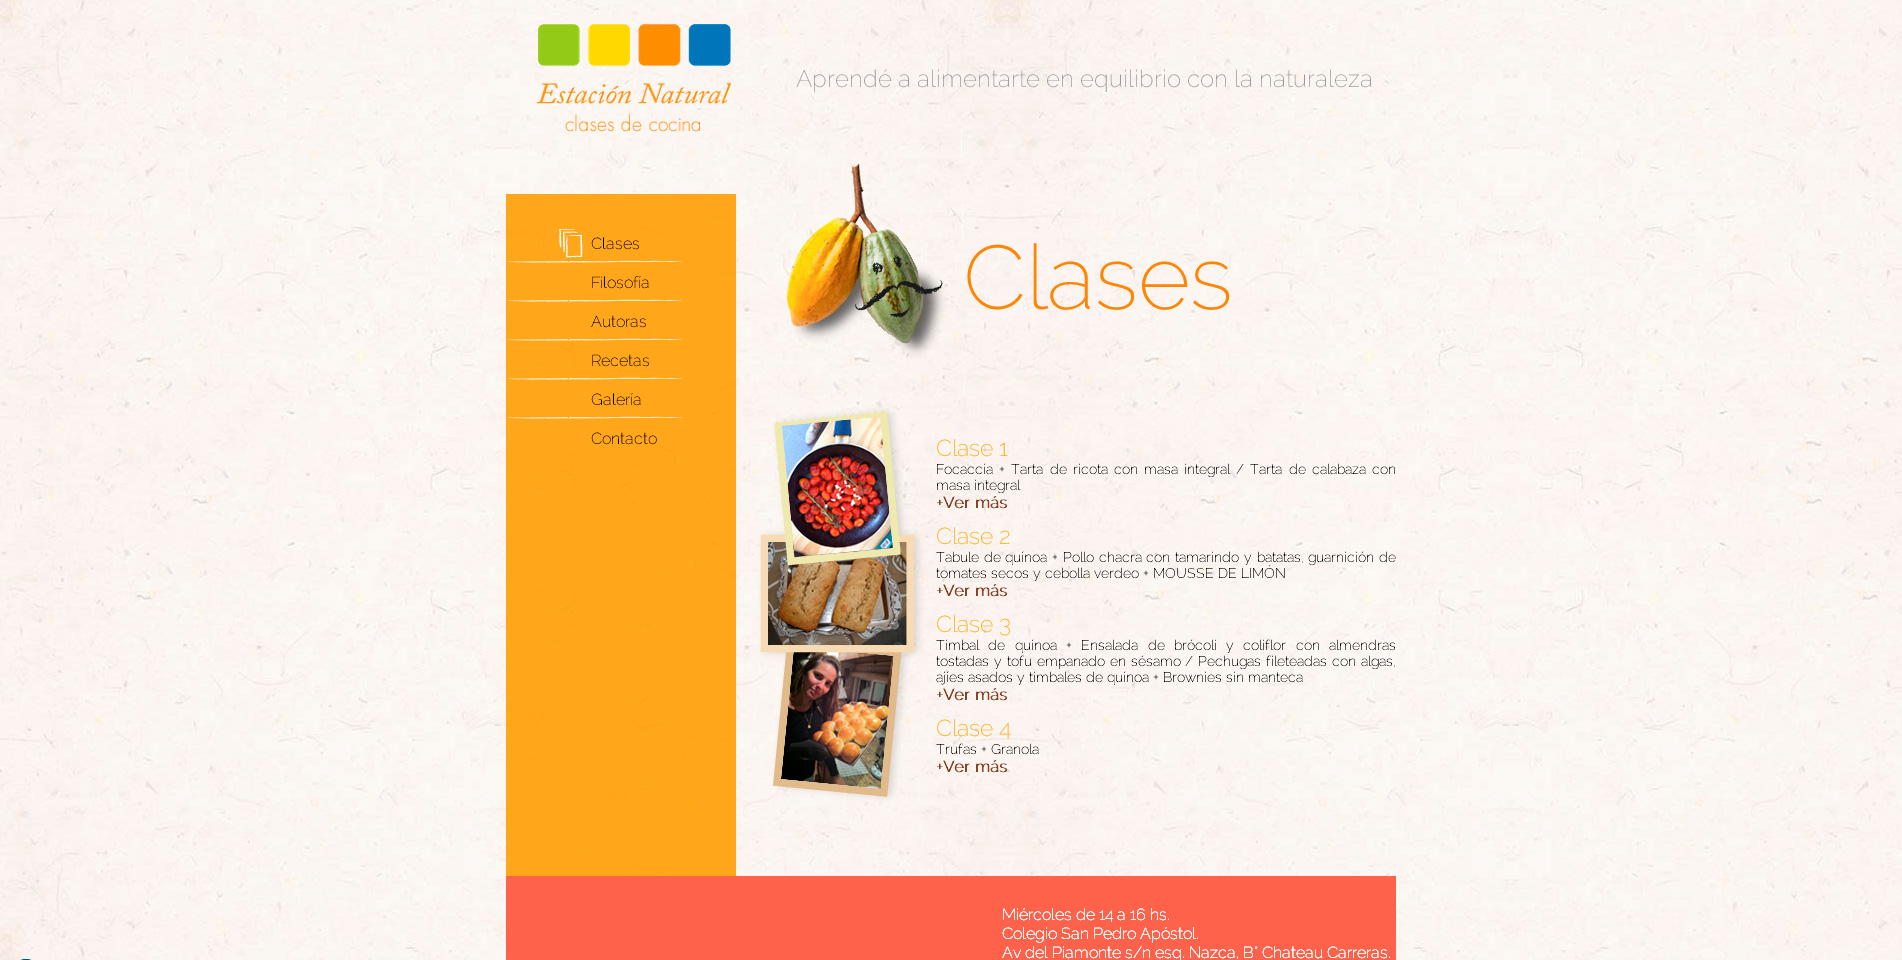 Estación Natural
clases de cocina
Aprendé a alimentarte en equilibrio con la naturaleza
Clases
Filosofía
Autoras
Recetas
Galería
Contacto
Clases
Clase 1
Focaccia + Tarta de ricota con masa integral / Tarta de calabaza con
masa integral
+Ver más
Clase 2
Tabule de quinoa + Pollo chacra con tamarindo y batatas, guarnición de
tomates secos y cebolla verdeo + MOUSSE DE LIMÓN
+Ver más
Clase 3
Timbal de quinoa + Ensalada de brócoli y coliflor con almendras
tostadas y tofu empanado en sésamo / Pechugas fileteadas con algas,
ajíes asados y timbales de quinoa + Brownies sin manteca
+Ver más
Clase 4
Trufas + Granola
+Ver más
Miércoles de 14 a 16 hs.
Colegio San Pedro Apóstol.
Av del Piamonte s/n esq. Nazca, B° Chateau Carreras.